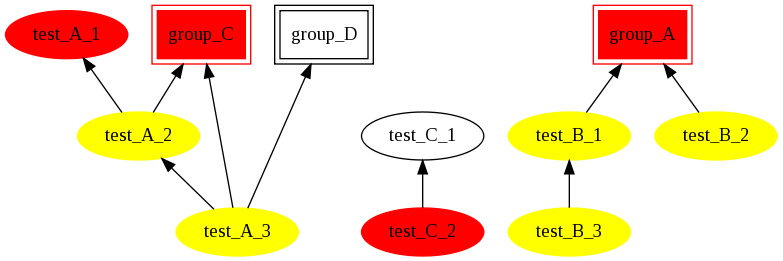 test_A_1
group_C
group_D
group_A
test_A_2
test_C_1
test_B_1
test_B_2
test_A_3
test_C_2
test_B_3